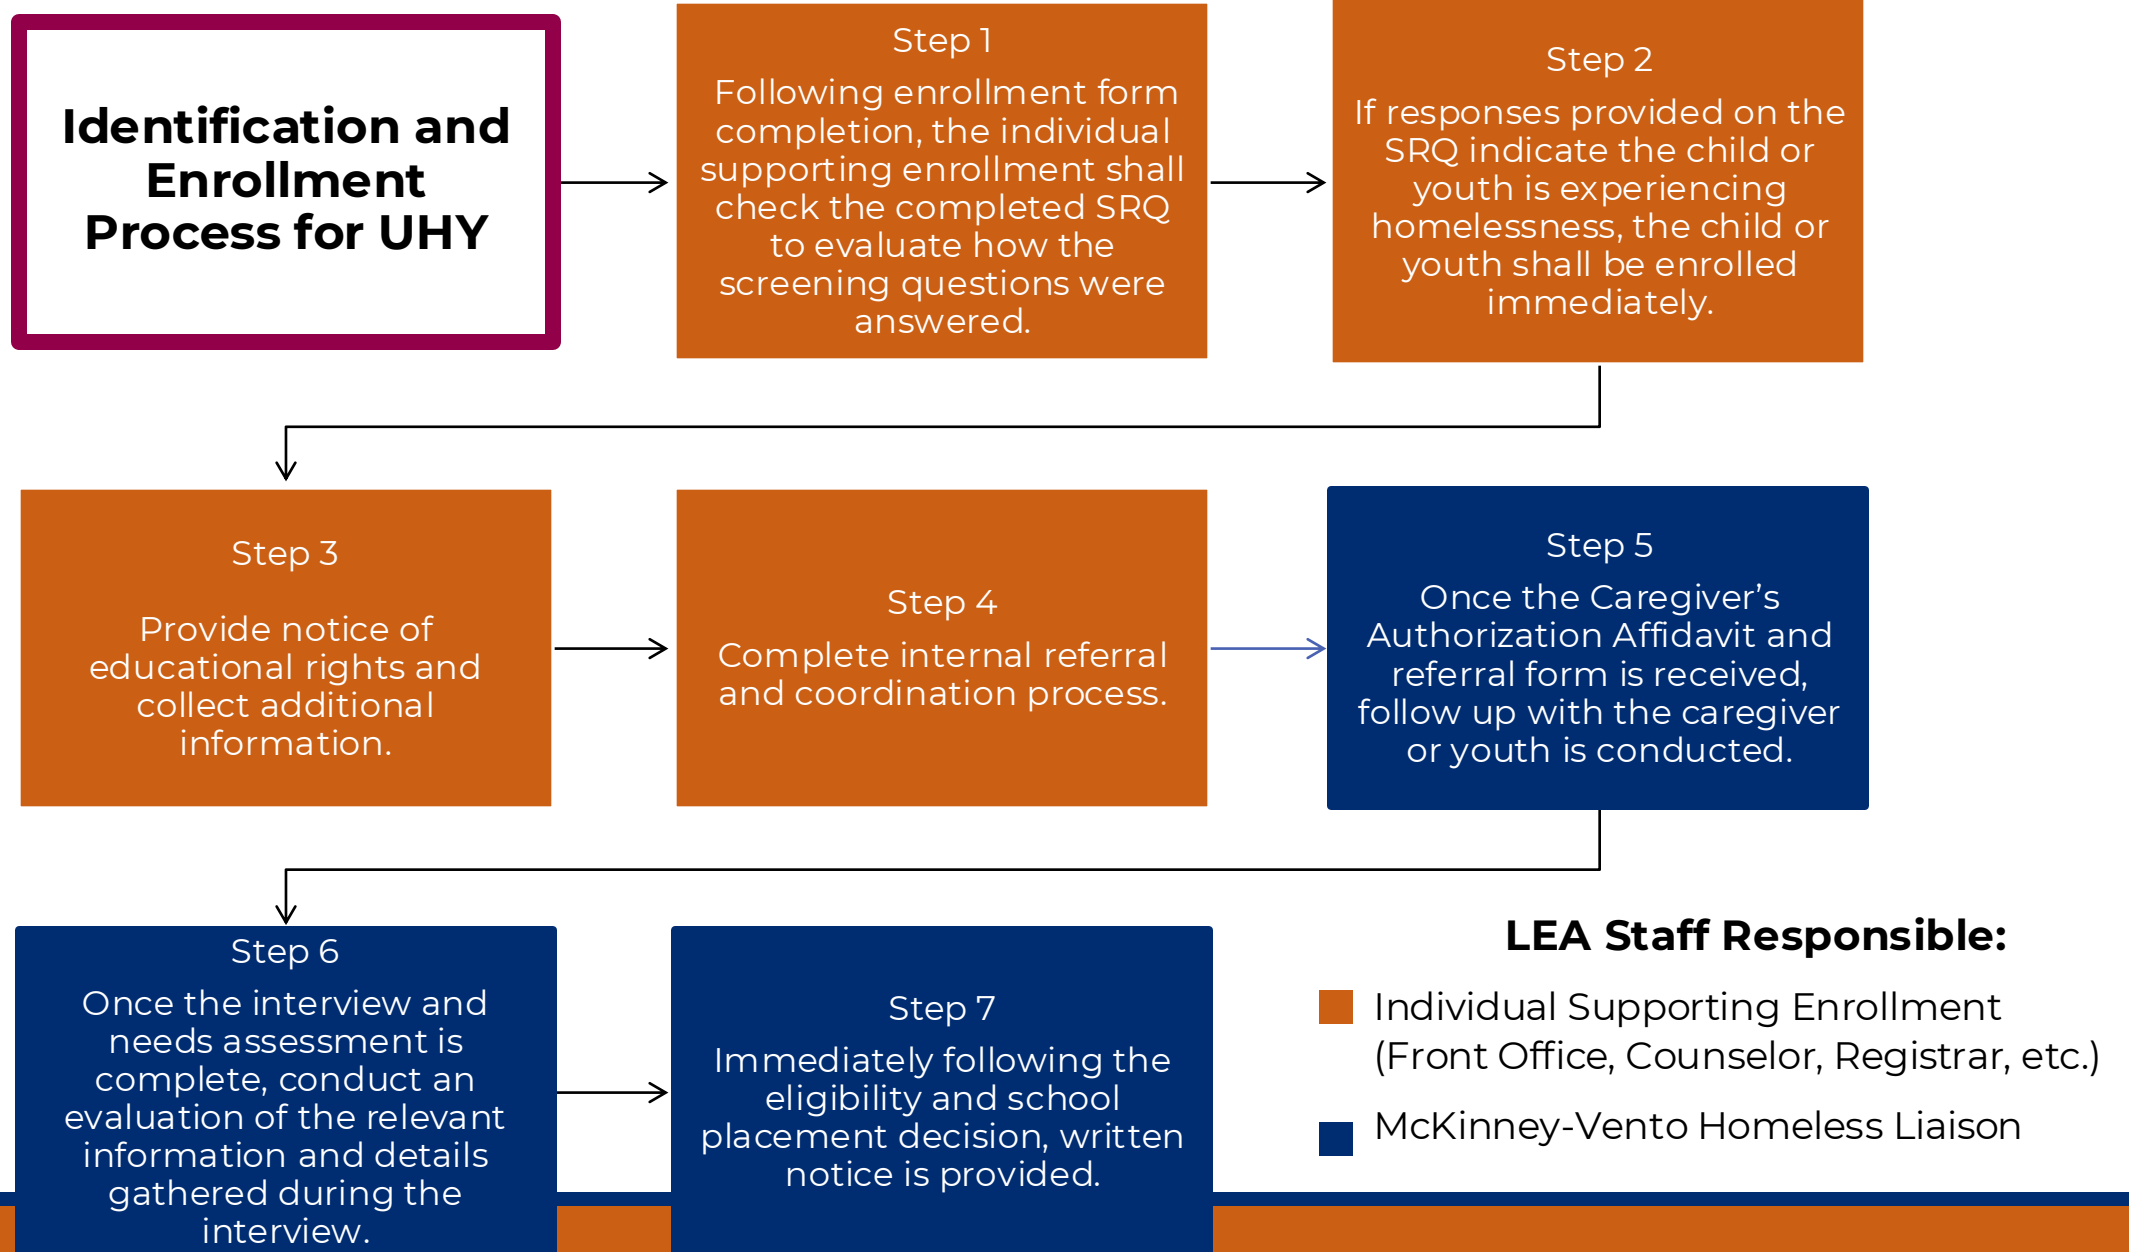 Identification and
Enrollment
Process for UHY
Step 1
Following enrollment form
completion, the individual
supporting enrollment shall
check the completed SRQ
to evaluate how the
screening questions were
answered.
Step 2
If responses provided on the
SRQ indicate the child or
youth is experiencing
homelessness, the child or
youth shall be enrolled
immediately.
Step 3
Provide notice of
educational rights and
collect additional
information.
Step 4
Complete internal referral
and coordination process.
Step 5
Once the Caregiver’s
Authorization Affidavit and
referral form is received,
follow up with the caregiver
or youth is conducted.
Step 6
Once the interview and
needs assessment is
complete, conduct an
evaluation of the relevant
information and details
gathered during the
interview.
Step 7
Immediately following the
eligibility and school
placement decision, written
notice is provided.
LEA Staff Responsible:
Individual Supporting Enrollment
(Front Office, Counselor, Registrar, etc.)
McKinney-Vento Homeless Liaison